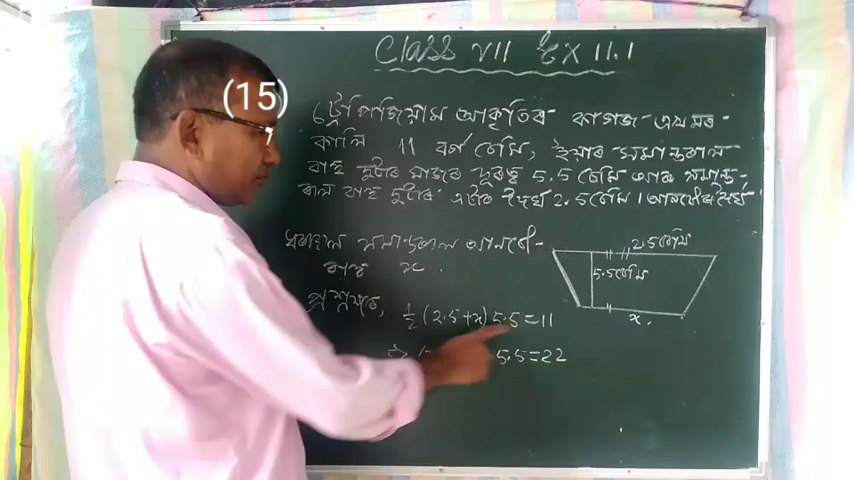 Class VII Ex 11.1
(15)
ট্ৰেপিজিয়াম আকৃতিৰ কাগজ এখনৰ
কালি 11 বৰ্গ চেমি, ইয়াৰ সমান্তৰাল
বাহু দুটাৰ মাজৰ দূৰত্ব 5.5 চেমি আৰু সমান্ত-
ৰাল বাহু দুটাৰ এটাৰ দৈৰ্ঘ্য 2.5 চেমি। আনটোৰ দৈৰ্ঘ্য
ধৰাহ'ল সমান্তৰাল আনটো-
বাহু x.
2.5 চেমি
5.5 চেমি
x.
প্ৰশ্নমতে, ½ (2.5+x) 5.5=11
5.5=22